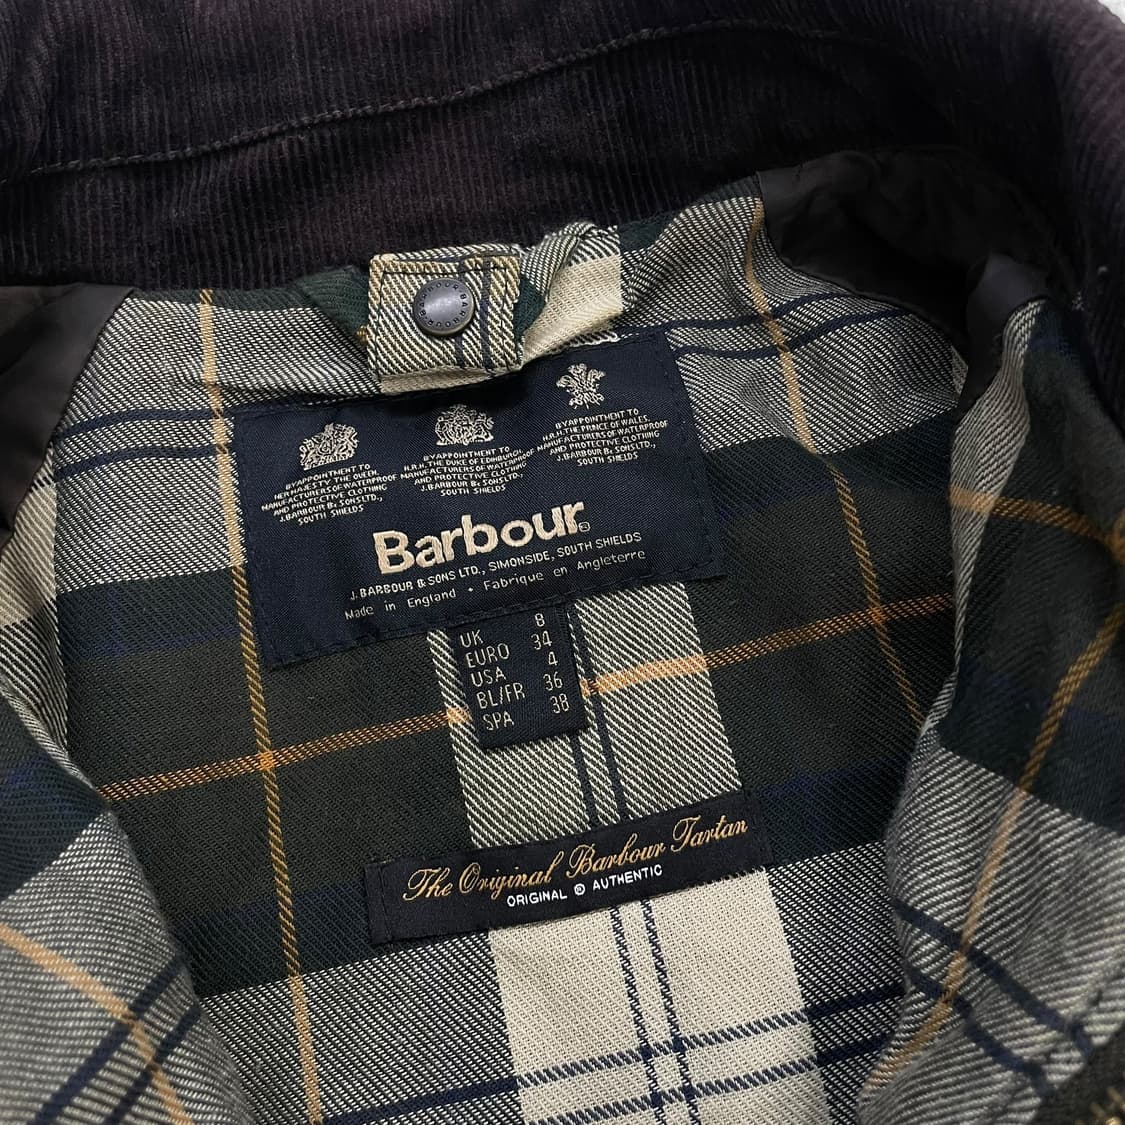 BARBOUR · BARBOUR
BY APPOINTMENT TO
HER MAJESTY THE QUEEN,
MANUFACTURERS OF WATERPROOF
AND PROTECTIVE CLOTHING
J. BARBOUR & SONS LTD.,
SOUTH SHIELDS
BY APPOINTMENT TO
H.R.H. THE DUKE OF EDINBURGH,
MANUFACTURERS OF WATERPROOF
AND PROTECTIVE CLOTHING
J. BARBOUR & SONS LTD.,
SOUTH SHIELDS
BY APPOINTMENT TO
H.R.H. THE PRINCE OF WALES,
MANUFACTURERS OF WATERPROOF
AND PROTECTIVE CLOTHING
J. BARBOUR & SONS LTD.,
SOUTH SHIELDS
Barbour®
J. BARBOUR & SONS LTD., SIMONSIDE, SOUTH SHIELDS
Made in England • Fabriqué en Angleterre
UK 8
EURO 34
USA 4
BL/FR 36
SPA 38
The Original Barbour Tartan
ORIGINAL ® AUTHENTIC